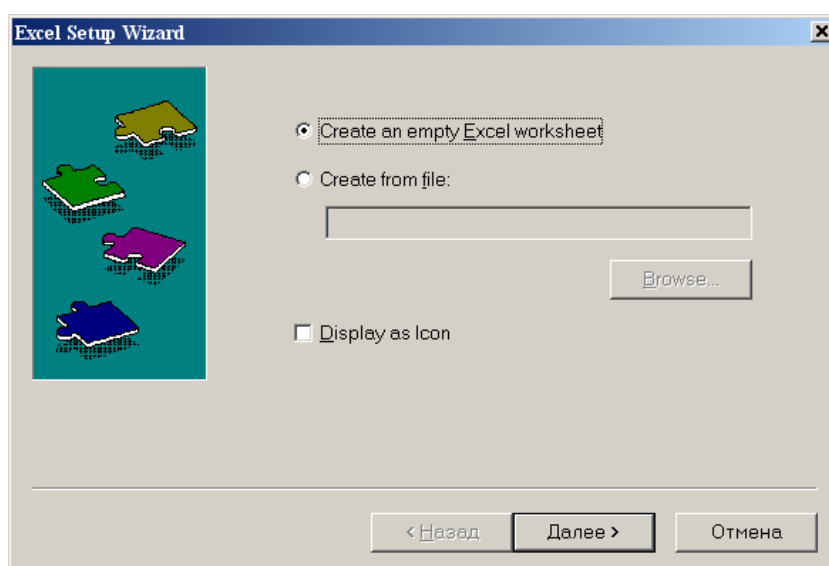 Excel Setup Wizard
Create an empty Excel worksheet
Create from file:
Browse...
Display as Icon
< Назад Далее > Отмена